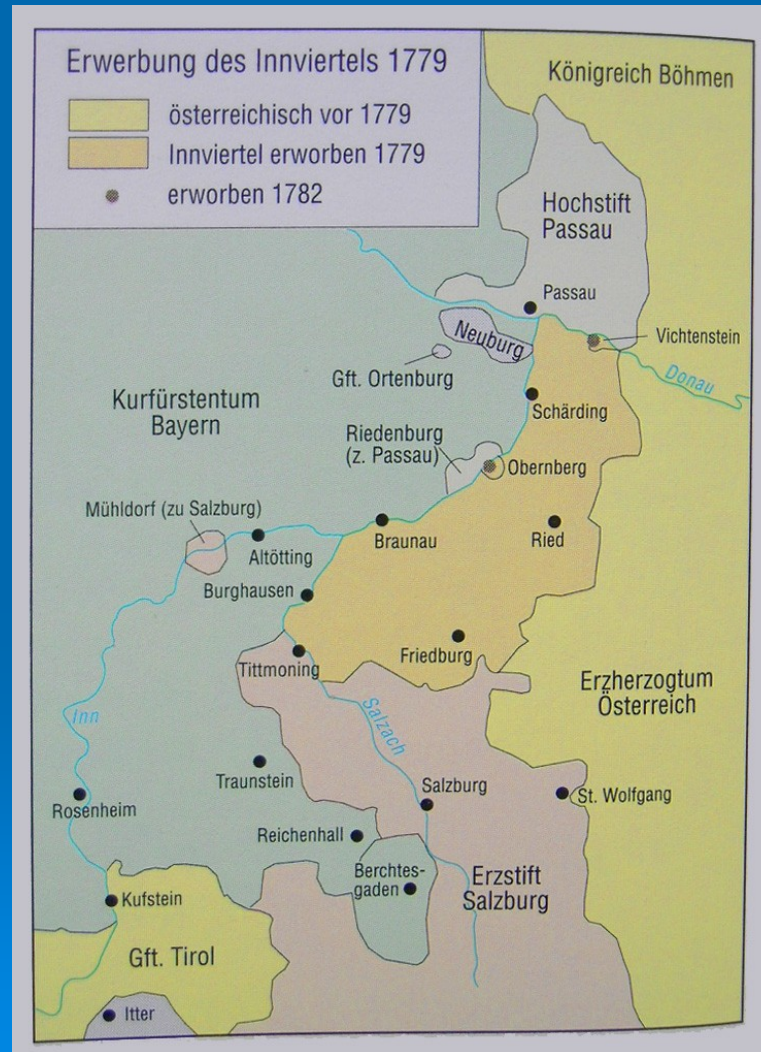 Erwerbung des Innviertels 1779
österreichisch vor 1779
Innviertel erworben 1779
erworben 1782
Königreich Böhmen
Hochstift
Passau
Passau
Neuburg
Vichtenstein
Gft. Ortenburg
Donau
Kurfürstentum
Bayern
Schärding
Riedenburg
(z. Passau)
Obernberg
Mühldorf (zu Salzburg)
Altötting
Braunau
Ried
Burghausen
Tittmoning
Friedburg
Erzherzogtum
Österreich
Inn
Salzach
Traunstein
Salzburg
St. Wolfgang
Rosenheim
Reichenhall
Berchtes-
gaden
Erzstift
Salzburg
Kufstein
Gft. Tirol
Itter